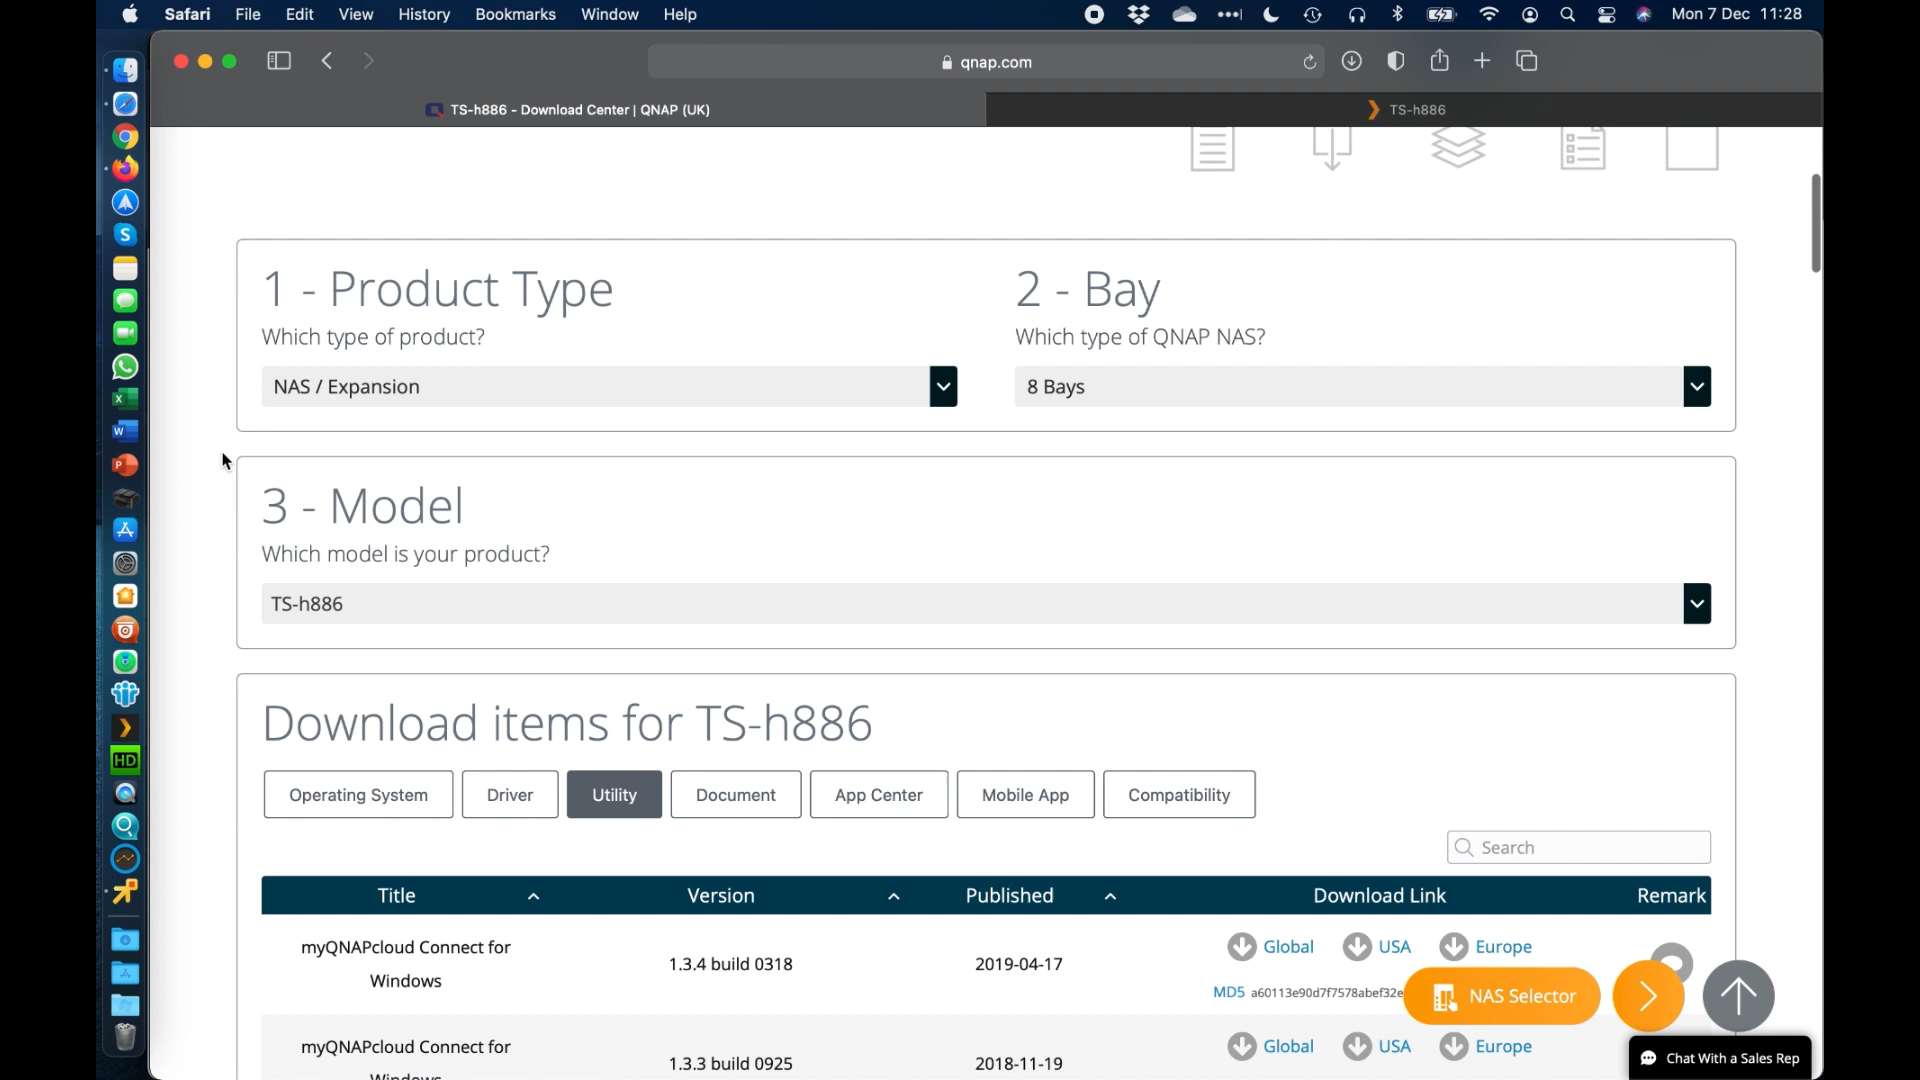 Safari File Edit View History Bookmarks Window Help Mon 7 Dec 11:28
qnap.com
TS-h886 - Download Center | QNAP (UK)
TS-h886
1 - Product Type
Which type of product?
NAS / Expansion
2 - Bay
Which type of QNAP NAS?
8 Bays
3 - Model
Which model is your product?
TS-h886
Download items for TS-h886
Operating System Driver Utility Document App Center Mobile App Compatibility
Search
Title Version Published Download Link Remark
myQNAPcloud Connect for
Windows
1.3.4 build 0318 2019-04-17
Global USA Europe
MD5 a60113e90d7f7578abef32e
NAS Selector
myQNAPcloud Connect for
1.3.3 build 0925 2018-11-19
Global USA Europe
Chat With a Sales Rep
HD